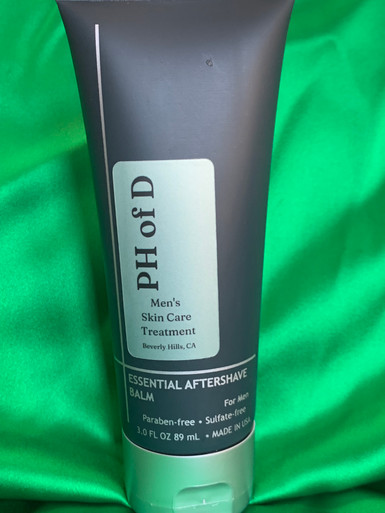 PH of D
Men's
Skin Care
Treatment
Beverly Hills, CA
ESSENTIAL AFTERSHAVE
BALM
For Men
Paraben-free • Sulfate-free
3.0 FL OZ 89 mL • MADE IN USA